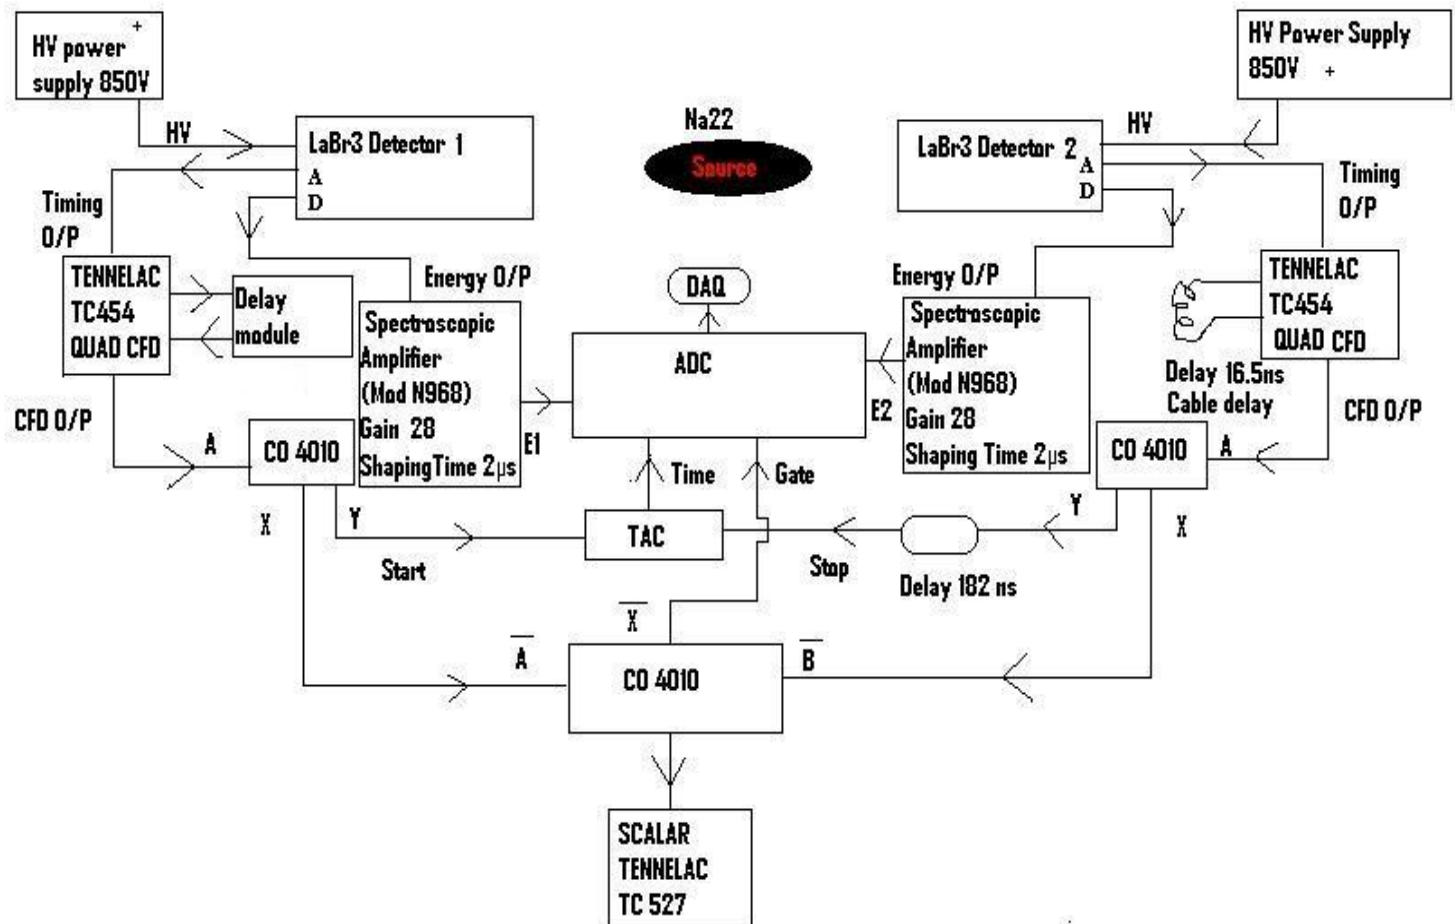 HV power +
supply 850V
HV Power Supply
850V +
HV
HV
Na22
Source
LaBr3 Detector 1
A
D
LaBr3 Detector 2
A
D
Timing
O/P
Timing
O/P
TENNELAC
TC454
QUAD CFD
Delay
module
Energy O/P
DAQ
Energy O/P
TENNELAC
TC454
QUAD CFD
Spectroscopic
Amplifier
(Mod N968)
Gain 28
Shaping Time 2μs
ADC
Spectroscopic
Amplifier
(Mod N968)
Gain 28
Shaping Time 2μs
Delay 16.5ns
Cable delay
CFD O/P
CFD O/P
E1
E2
A
CO 4010
CO 4010
A
Time
Gate
X
Y
Y
X
Start
TAC
Stop
Delay 182 ns
X̅
A̅
B̅
CO 4010
SCALAR
TENNELAC
TC 527